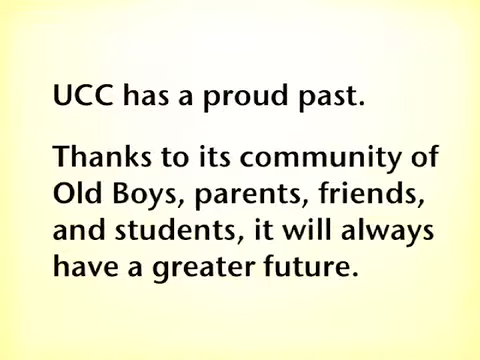 UCC has a proud past.
Thanks to its community of
Old Boys, parents, friends,
and students, it will always
have a greater future.